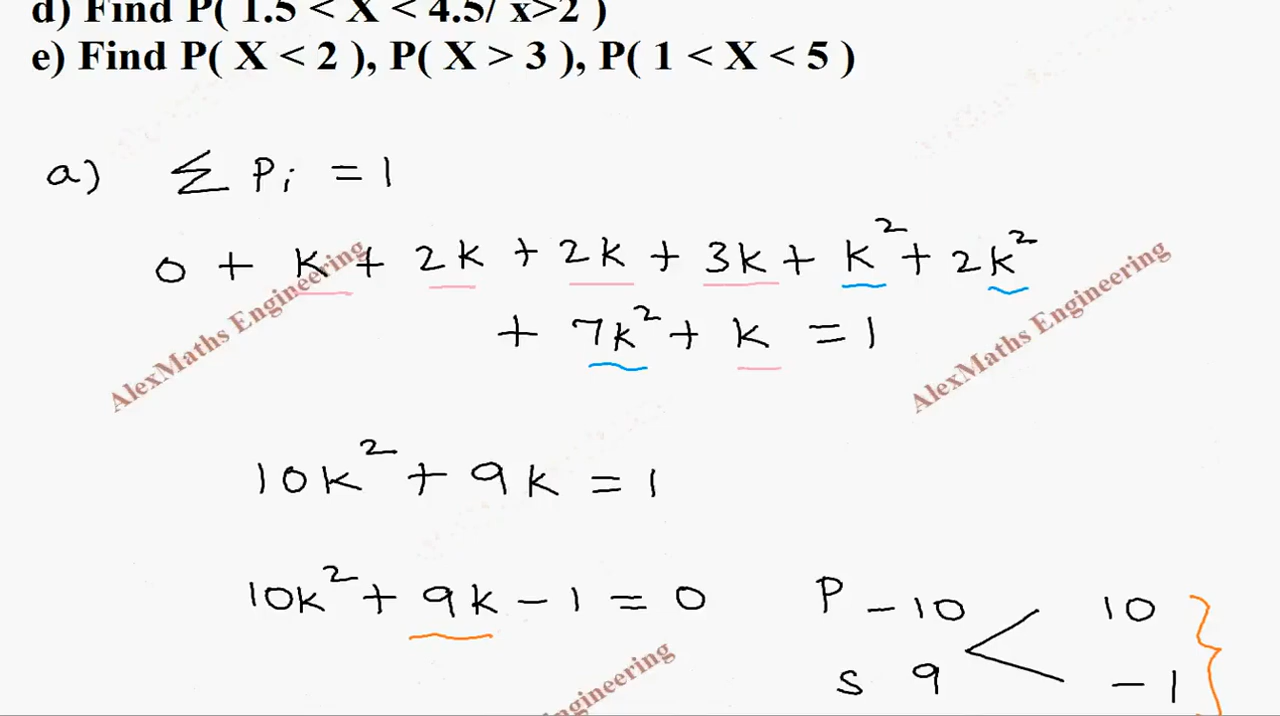 d) Find P( 1.5 < X < 4.5/ x>2 )
e) Find P( X < 2 ), P( X > 3 ), P( 1 < X < 5 )
a) Σ Pi = 1
0 + k + 2k + 2k + 3k + k² + 2k²
+ 7k² + k = 1
AlexMaths Engineering
AlexMaths Engineering
10k² + 9k = 1
10k² + 9k - 1 = 0
P -10 10
S 9 -1
Engineering